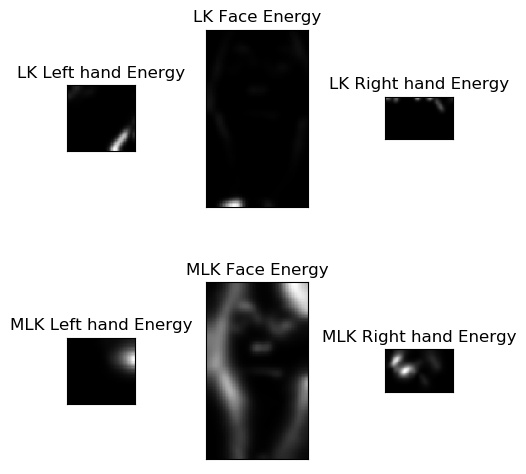 LK Face Energy
LK Left hand Energy
LK Right hand Energy
MLK Face Energy
MLK Left hand Energy
MLK Right hand Energy